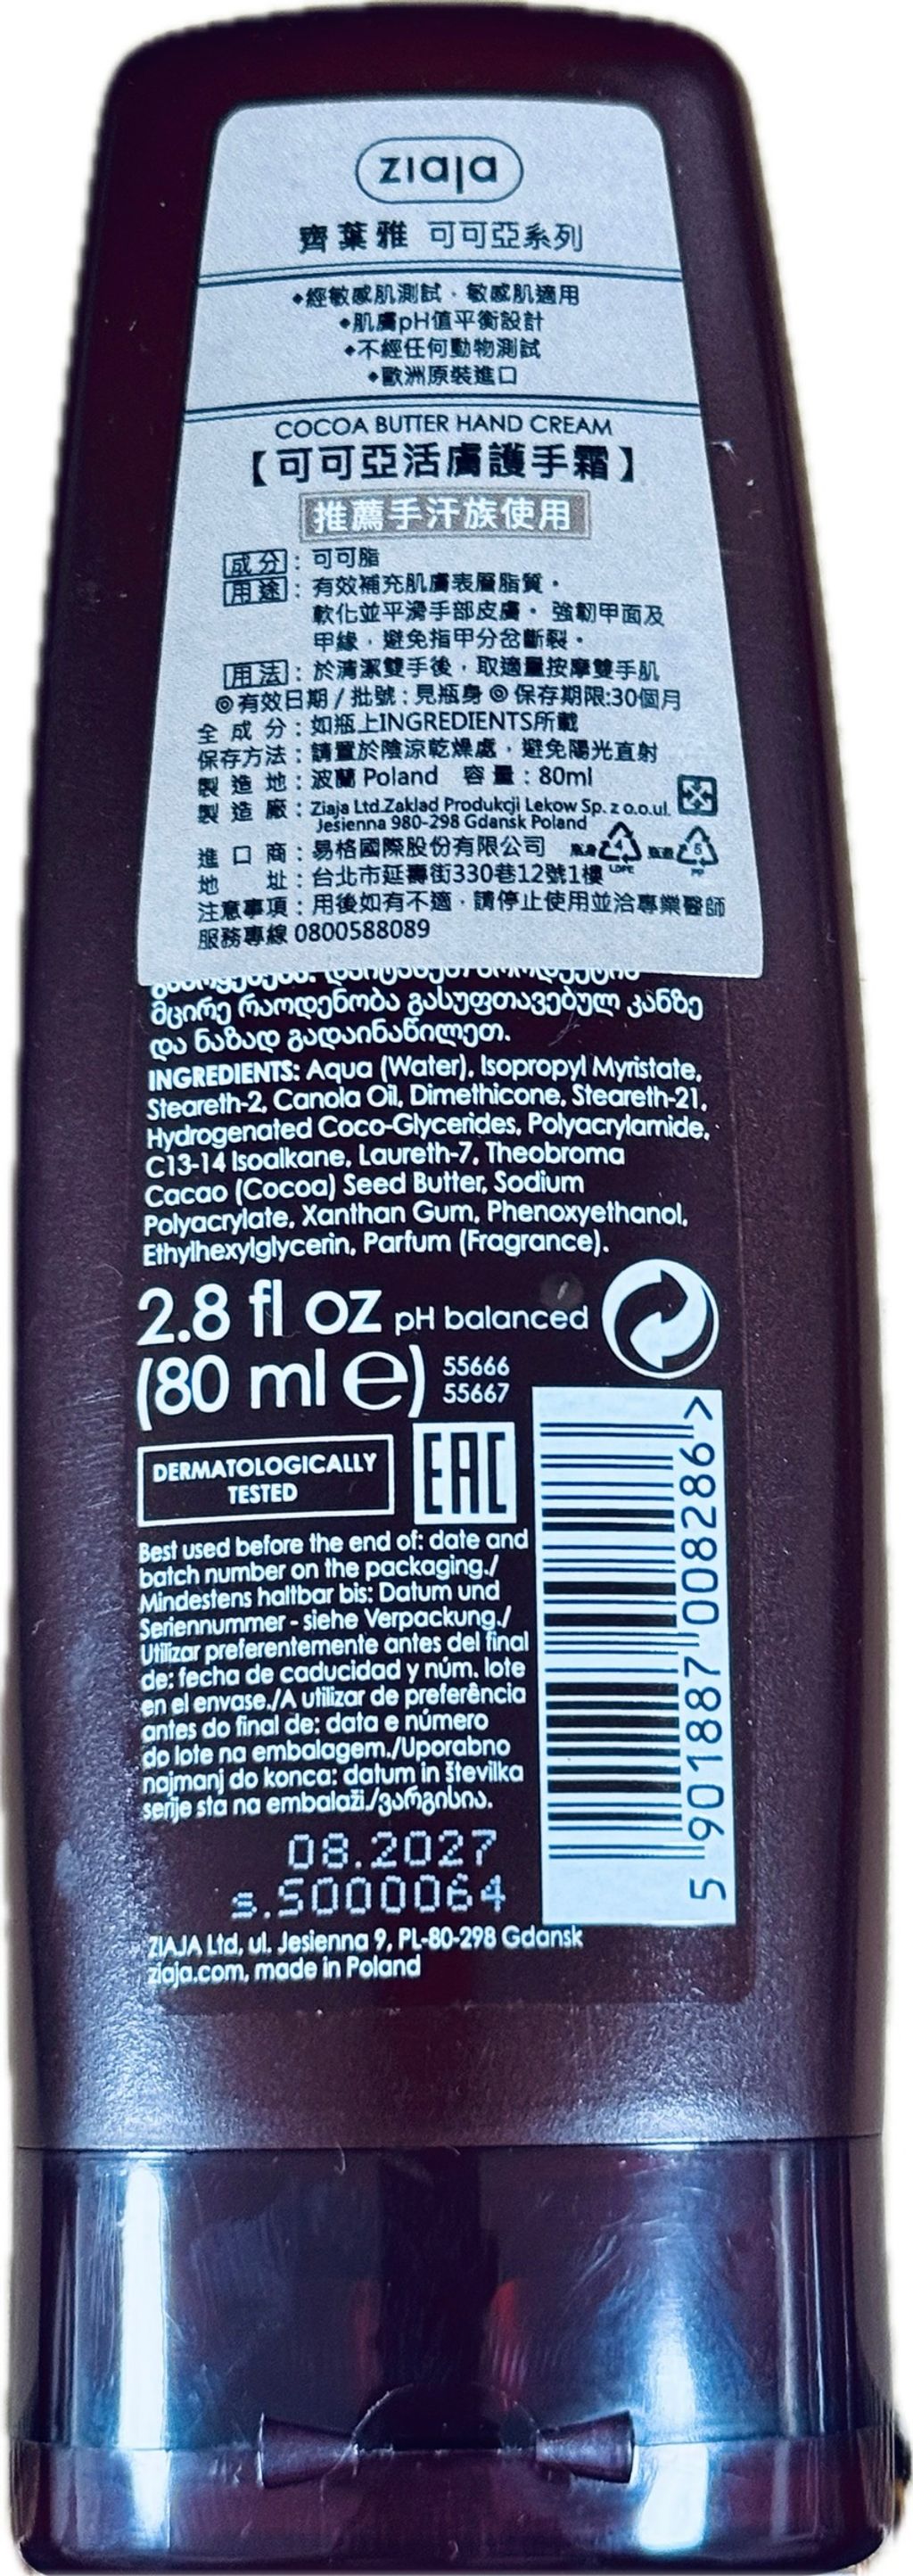 ziaja
齊葉雅 可可亞系列
◆經敏感肌測試，敏感肌適用
◆肌膚pH值平衡設計
◆不經任何動物測試
◆歐洲原裝進口
COCOA BUTTER HAND CREAM
【可可亞活膚護手霜】
推薦手汗族使用
成分：可可脂
用途：有效補充肌膚表層脂質。
軟化並平滑手部皮膚。 強韌甲面及
甲緣，避免指甲分岔斷裂。
用法：於清潔雙手後，取適量按摩雙手肌
◎有效日期/批號：見瓶身 ◎保存期限:30個月
全成分：如瓶上INGREDIENTS所載
保存方法：請置於陰涼乾燥處，避免陽光直射
製造地：波蘭 Poland 容量：80ml
製造廠：Ziaja Ltd.Zaklad Produkcji Lekow Sp. z o.o.ul.
Jesienna 980-298 Gdansk Poland
進口商：易格國際股份有限公司 瓶身 4 LDPE 瓶蓋 5 PP
地址：台北市延壽街330巷12號1樓
注意事項：用後如有不適，請停止使用並洽專業醫師
服務專線 0800588089
მცირე რაოდენობა გასუფთავებულ კანზე
და ნაზად გადაინაწილეთ.
INGREDIENTS: Aqua (Water), Isopropyl Myristate,
Steareth-2, Canola Oil, Dimethicone, Steareth-21,
Hydrogenated Coco-Glycerides, Polyacrylamide,
C13-14 Isoalkane, Laureth-7, Theobroma
Cacao (Cocoa) Seed Butter, Sodium
Polyacrylate, Xanthan Gum, Phenoxyethanol,
Ethylhexylglycerin, Parfum (Fragrance).
2.8 fl oz pH balanced
(80 ml e) 55666
55667
DERMATOLOGICALLY
TESTED
EAC
Best used before the end of: date and
batch number on the packaging./
Mindestens haltbar bis: Datum und
Seriennummer - siehe Verpackung./
Utilizar preferentemente antes del final
de: fecha de caducidad y núm. lote
en el envase./A utilizar de preferência
antes do final de: data e número
do lote na embalagem./Uporabno
najmanj do konca: datum in številka
serije sta na embalaži./ვარგისია.
5 901887 008286 >
08.2027
s.5000064
ZIAJA Ltd, ul. Jesienna 9, PL-80-298 Gdansk
ziaja.com, made in Poland